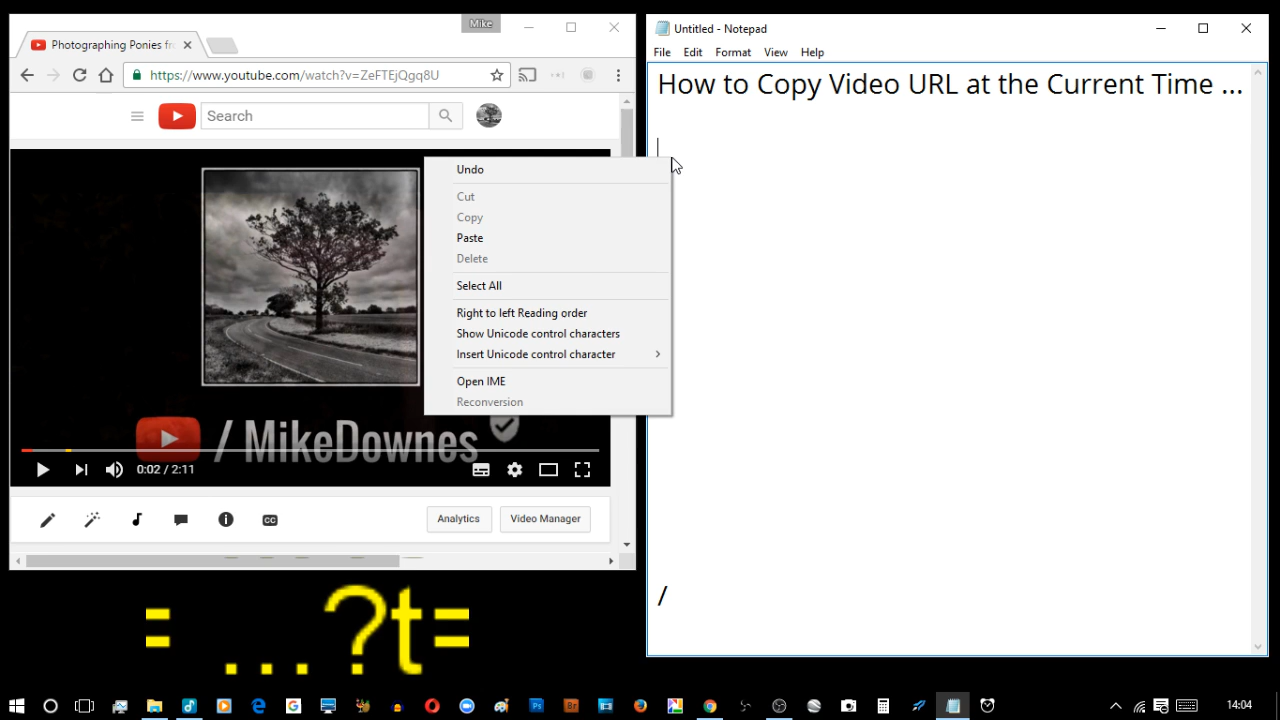 Mike
Photographing Ponies fr
https://www.youtube.com/watch?v=ZeFTEjQgq8U
Search
/ MikeDownes
0:02 / 2:11
CC
Analytics
Video Manager
Undo
Cut
Copy
Paste
Delete
Select All
Right to left Reading order
Show Unicode control characters
Insert Unicode control character
Open IME
Reconversion
Untitled - Notepad
File Edit Format View Help
How to Copy Video URL at the Current Time ...
/
= ...?t=
Ps
Br
14:04